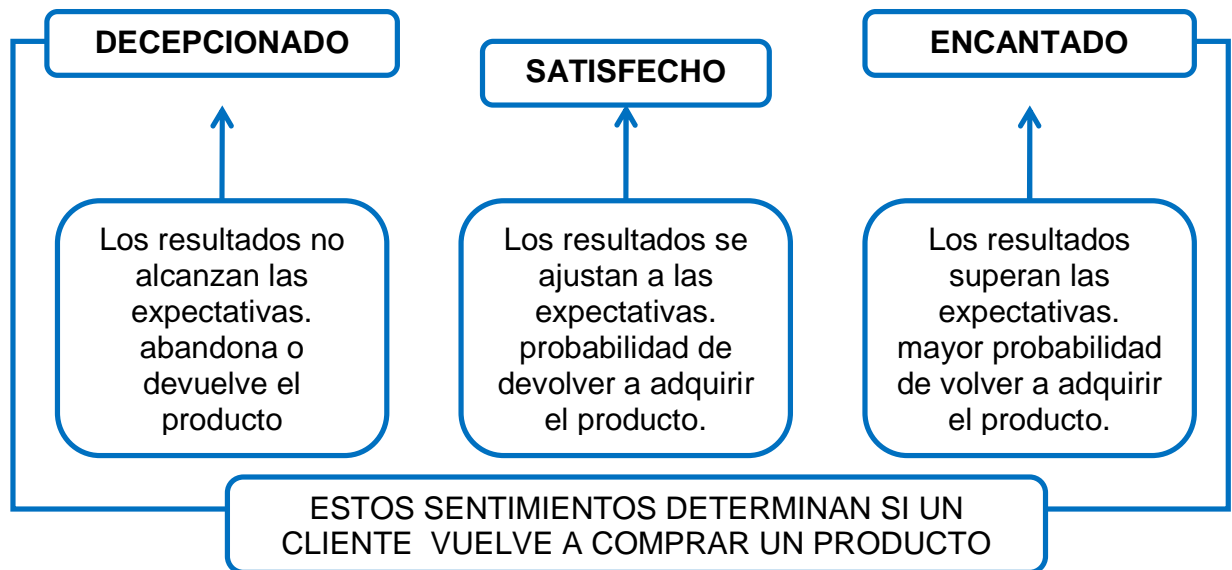 DECEPCIONADO
SATISFECHO
ENCANTADO
Los resultados no
alcanzan las
expectativas.
abandona o
devuelve el
producto
Los resultados se
ajustan a las
expectativas.
probabilidad de
devolver a adquirir
el producto.
Los resultados
superan las
expectativas.
mayor probabilidad
de volver a adquirir
el producto.
ESTOS SENTIMIENTOS DETERMINAN SI UN
CLIENTE  VUELVE A COMPRAR UN PRODUCTO